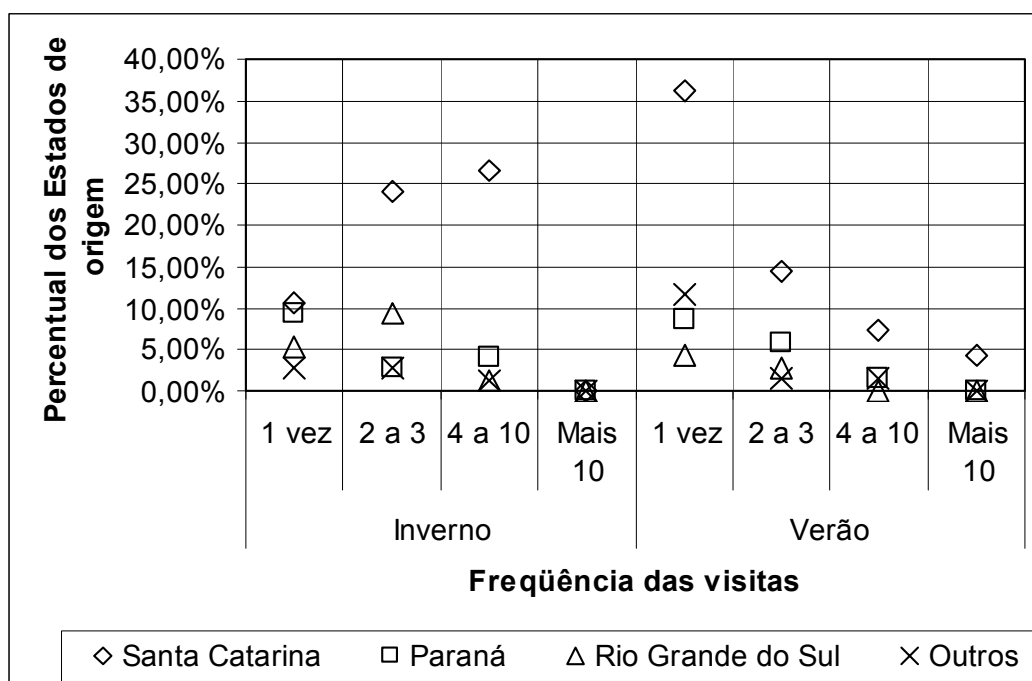 Percentual dos Estados de
origem
40,00%
35,00%
30,00%
25,00%
20,00%
15,00%
10,00%
5,00%
0,00%
1 vez 2 a 3 4 a 10 Mais 1 vez 2 a 3 4 a 10 Mais
10 10
Inverno Verão
Freqüência das visitas
Santa Catarina Paraná Rio Grande do Sul Outros